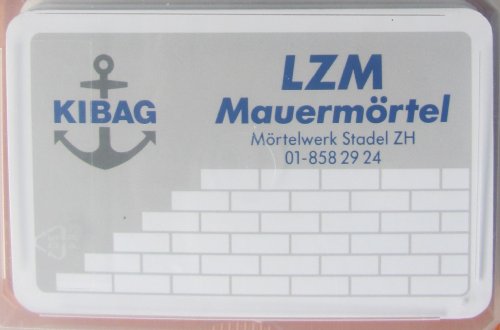 KIBAG
LZM
Mauermörtel
Mörtelwerk Stadel ZH
01-858 29 24